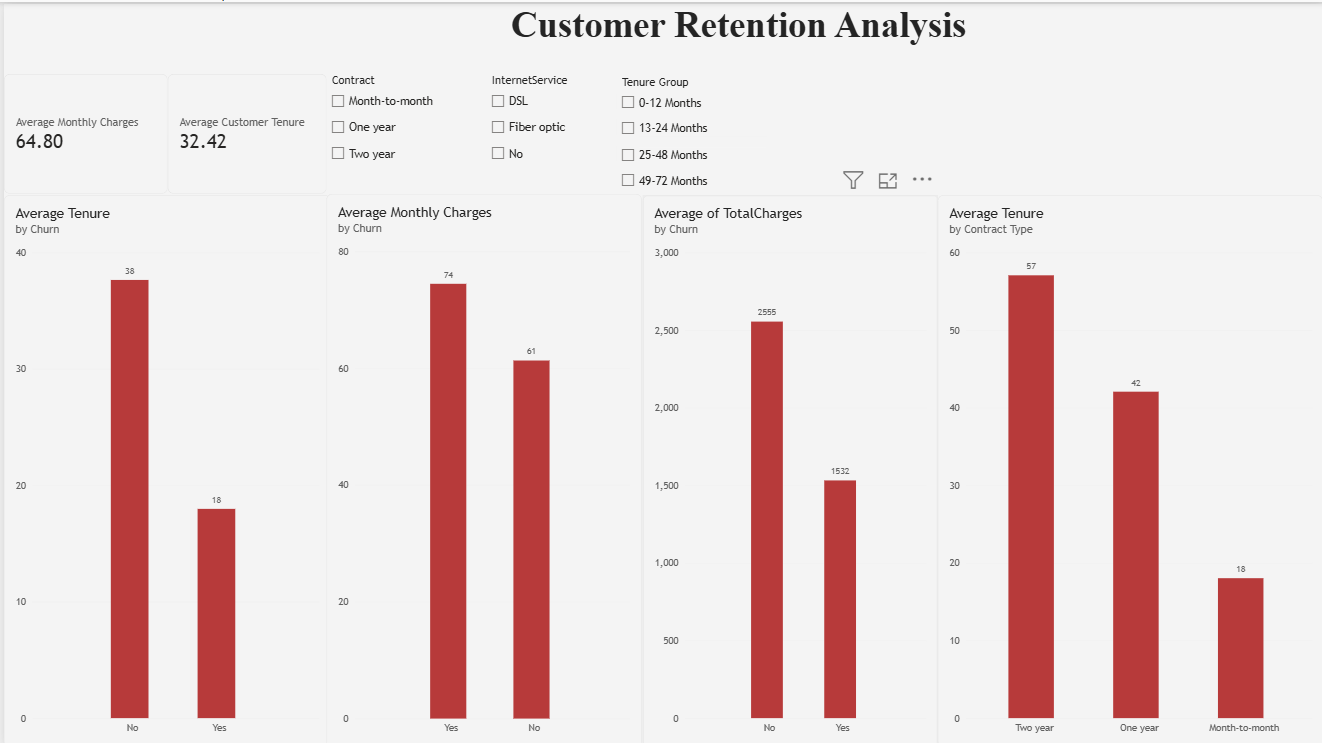 Customer Retention Analysis
Average Monthly Charges
64.80
Average Customer Tenure
32.42
Contract
Month-to-month
One year
Two year
InternetService
DSL
Fiber optic
No
Tenure Group
0-12 Months
13-24 Months
25-48 Months
49-72 Months
Average Tenure
by Churn
40
30
20
10
0
38
18
No
Yes
Average Monthly Charges
by Churn
80
60
40
20
0
74
61
Yes
No
Average of TotalCharges
by Churn
3,000
2,500
2,000
1,500
1,000
500
0
2555
1532
No
Yes
Average Tenure
by Contract Type
60
50
40
30
20
10
0
57
42
18
Two year
One year
Month-to-month